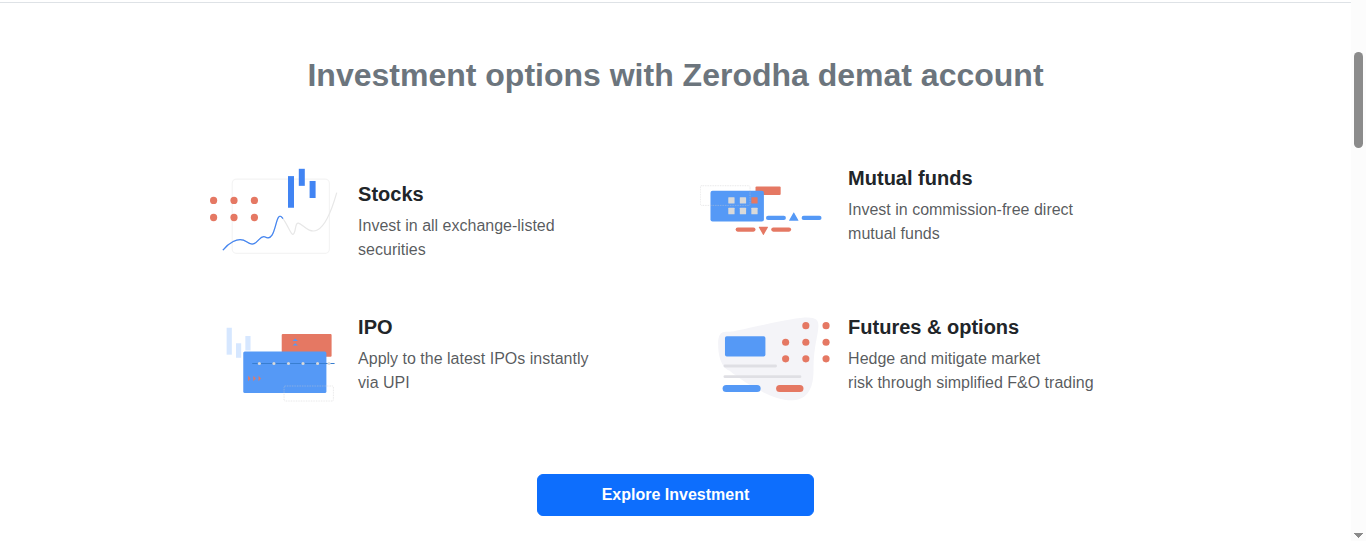 Investment options with Zerodha demat account
Stocks
Invest in all exchange-listed
securities
Mutual funds
Invest in commission-free direct
mutual funds
IPO
Apply to the latest IPOs instantly
via UPI
Futures & options
Hedge and mitigate market
risk through simplified F&O trading
Explore Investment